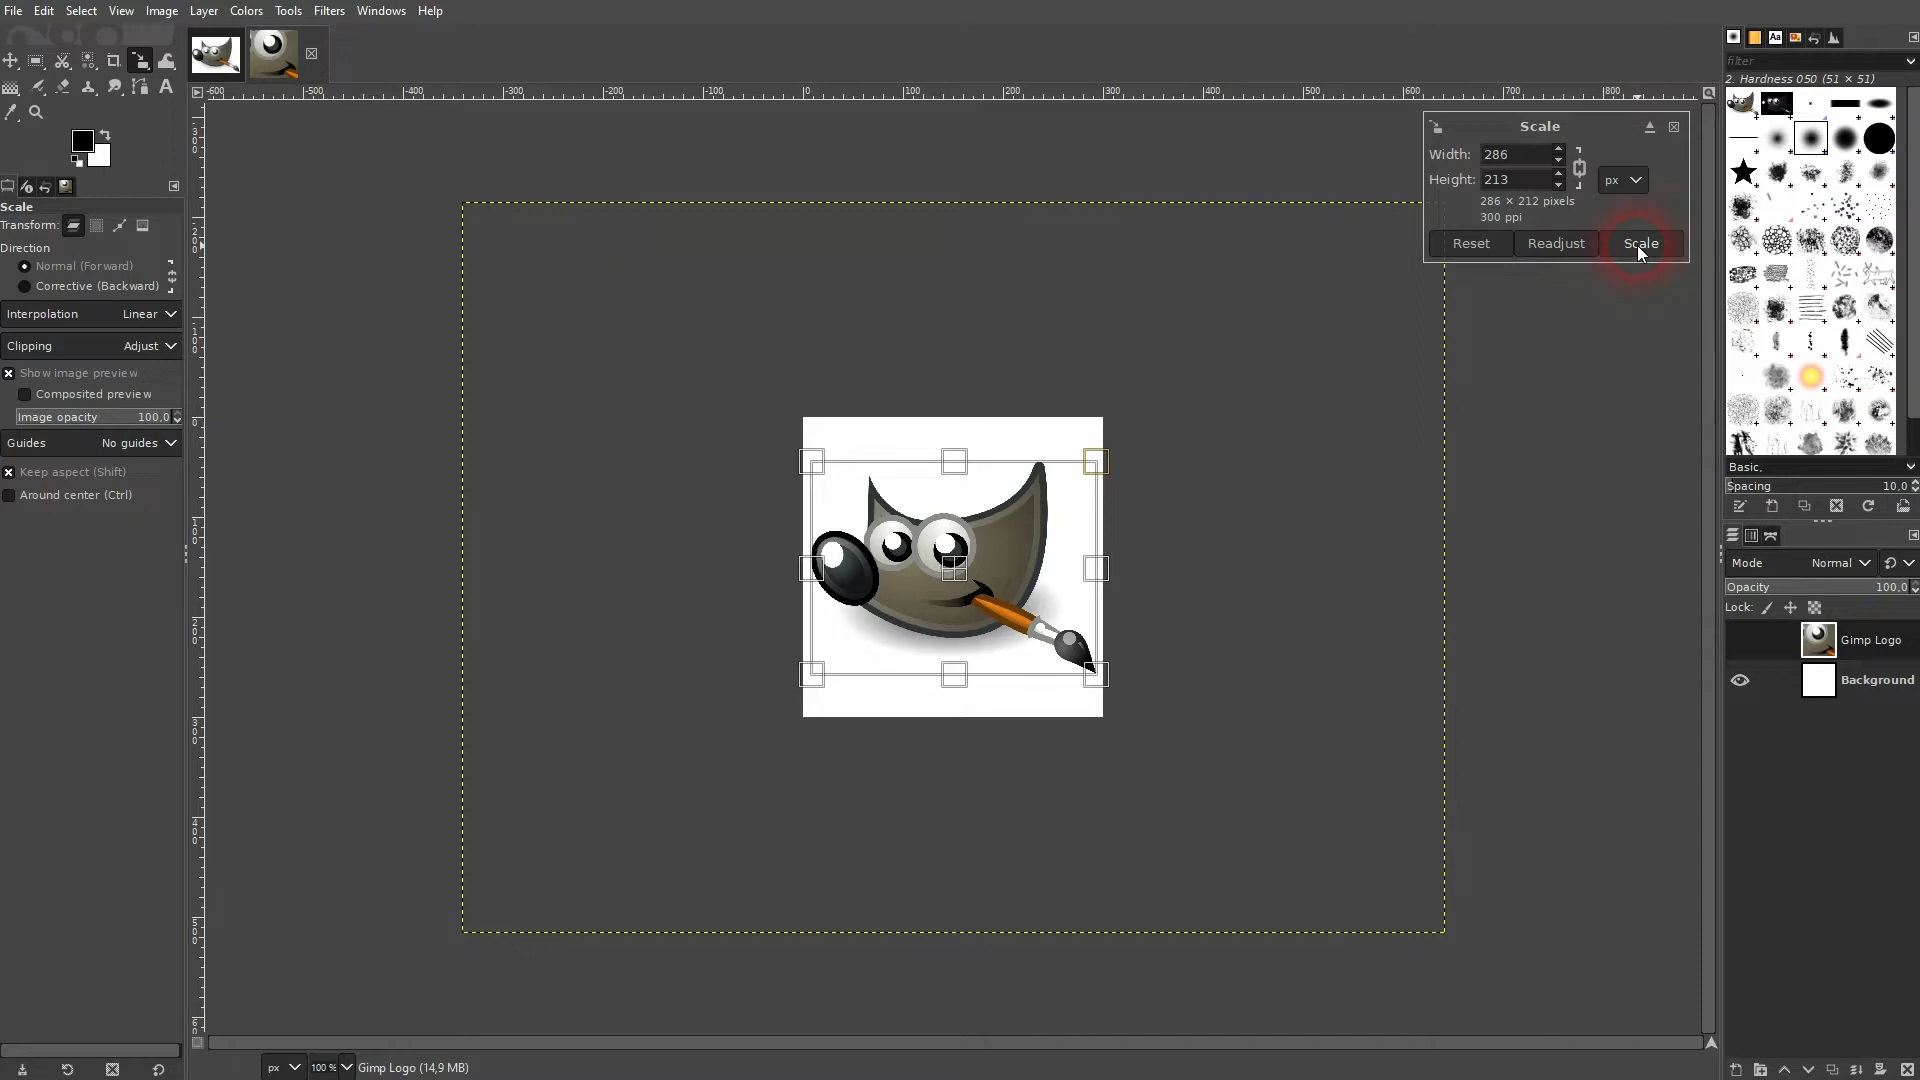 File Edit Select View Image Layer Colors Tools Filters Windows Help
filter
2. Hardness 050 (51 × 51)
-600 -500 -400 -300 -200 -100 0 100 200 300 400 500 600 700 800
Scale
Width: 286
Height: 213
px
286 × 212 pixels
300 ppi
Reset Readjust Scale
Scale
Transform:
Direction
Normal (Forward)
Corrective (Backward)
Interpolation Linear
Clipping Adjust
Show image preview
Composited preview
Image opacity 100,0
Guides No guides
Keep aspect (Shift)
Around center (Ctrl)
Basic,
Spacing 10,0
Mode Normal
Opacity 100,0
Lock:
Gimp Logo
Background
px 100 % Gimp Logo (14,9 MB)